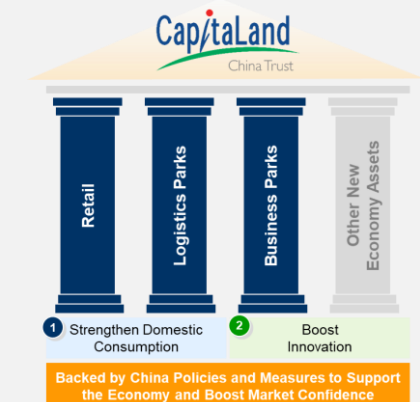 CapitaLand
China Trust
Retail
Logistics Parks
Business Parks
Other New
Economy Assets
1 Strengthen Domestic
Consumption
2 Boost
Innovation
Backed by China Policies and Measures to Support
the Economy and Boost Market Confidence